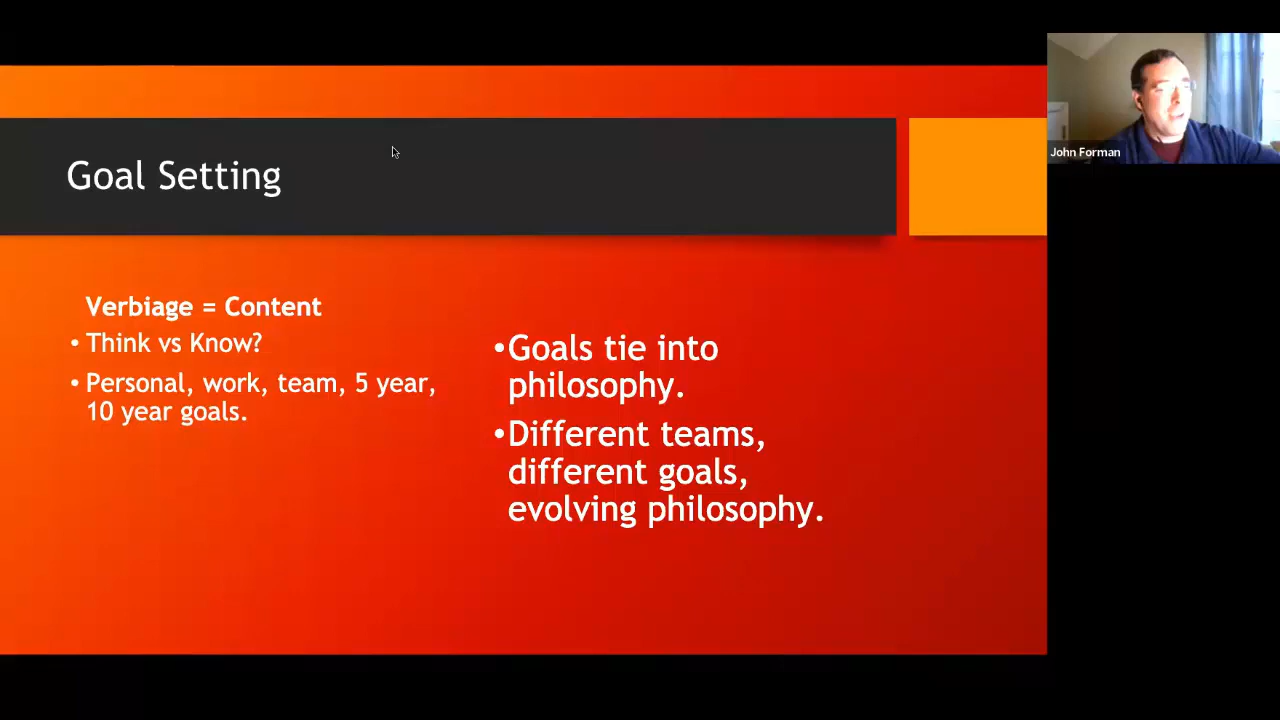 Goal Setting
Verbiage = Content
• Think vs Know?
• Personal, work, team, 5 year,
10 year goals.
•Goals tie into
philosophy.
•Different teams,
different goals,
evolving philosophy.
John Forman